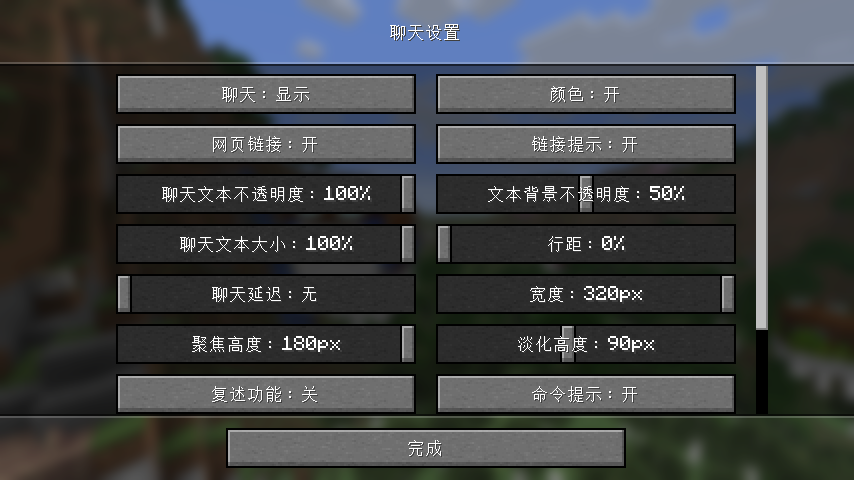 聊天设置
聊天：显示
颜色：开
网页链接：开
链接提示：开
聊天文本不透明度：100%
文本背景不透明度：50%
聊天文本大小：100%
行距：0%
聊天延迟：无
宽度：320px
聚焦高度：180px
淡化高度：90px
复述功能：关
命令提示：开
完成